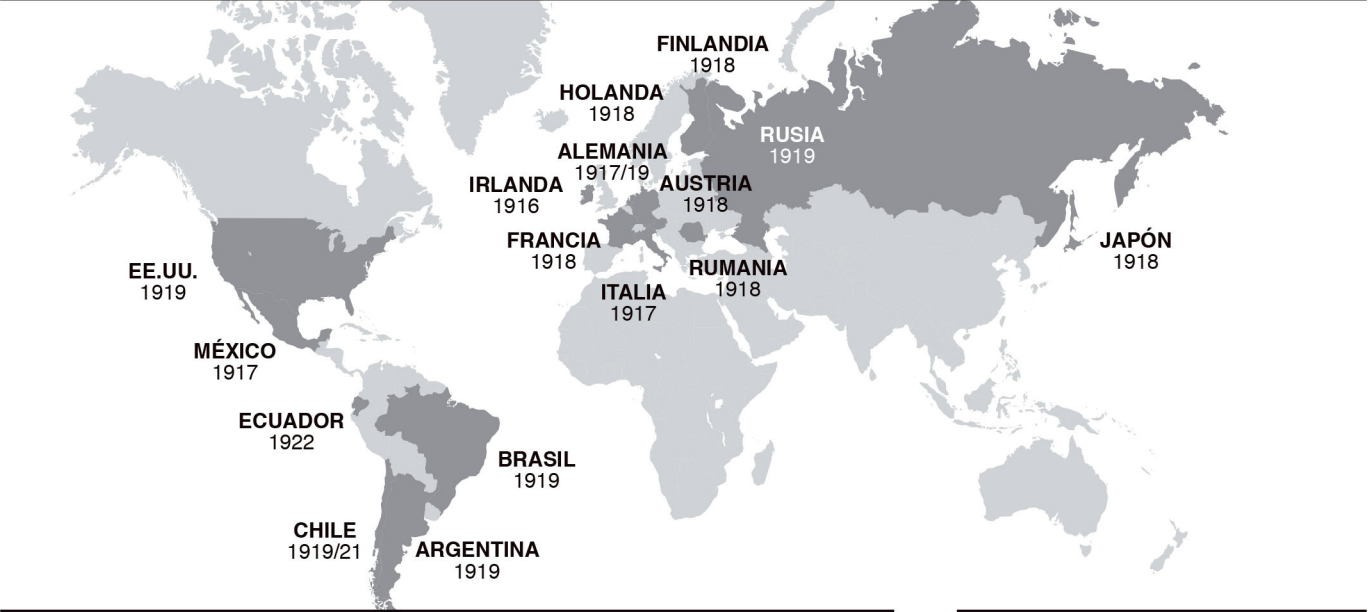 FINLANDIA
1918
HOLANDA
1918
RUSIA
1919
ALEMANIA
1917/19
IRLANDA
1916
AUSTRIA
1918
FRANCIA
1918
JAPÓN
1918
EE.UU.
1919
RUMANIA
1918
ITALIA
1917
MÉXICO
1917
ECUADOR
1922
BRASIL
1919
CHILE
1919/21
ARGENTINA
1919